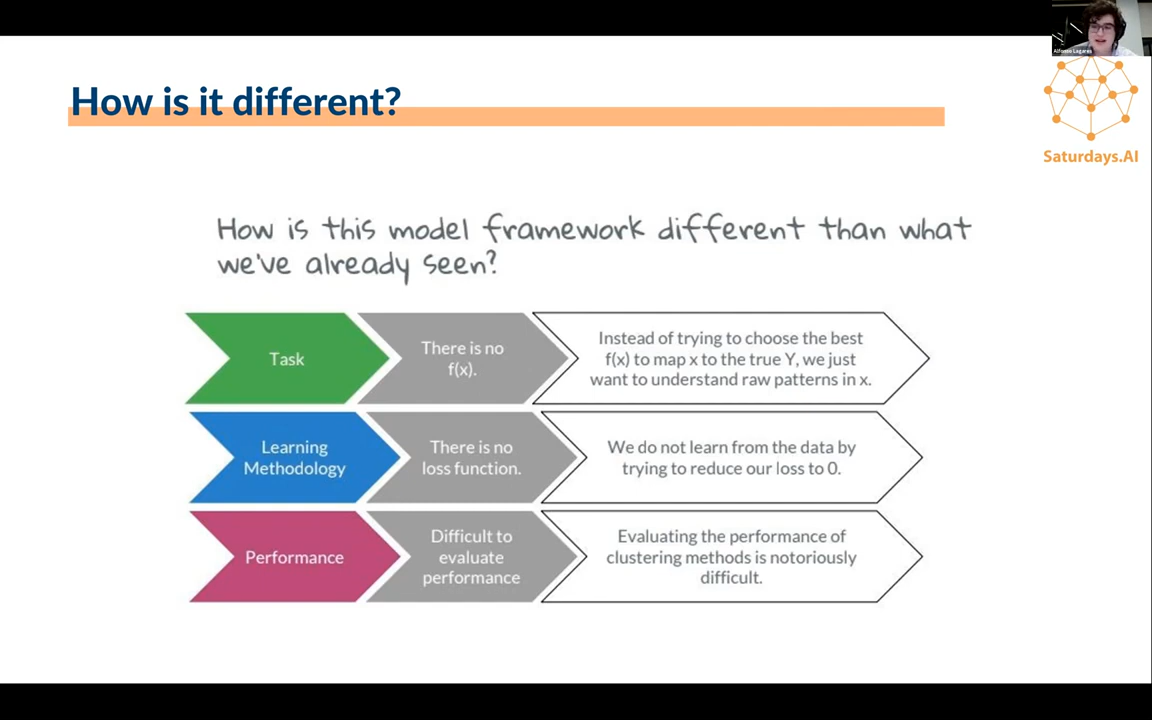 Alfonso Lagares
Saturdays.AI
How is it different?
How is this model framework different than what
we've already seen?
Task
There is no
f(x).
Instead of trying to choose the best
f(x) to map x to the true Y, we just
want to understand raw patterns in x.
Learning
Methodology
There is no
loss function.
We do not learn from the data by
trying to reduce our loss to 0.
Performance
Difficult to
evaluate
performance
Evaluating the performance of
clustering methods is notoriously
difficult.